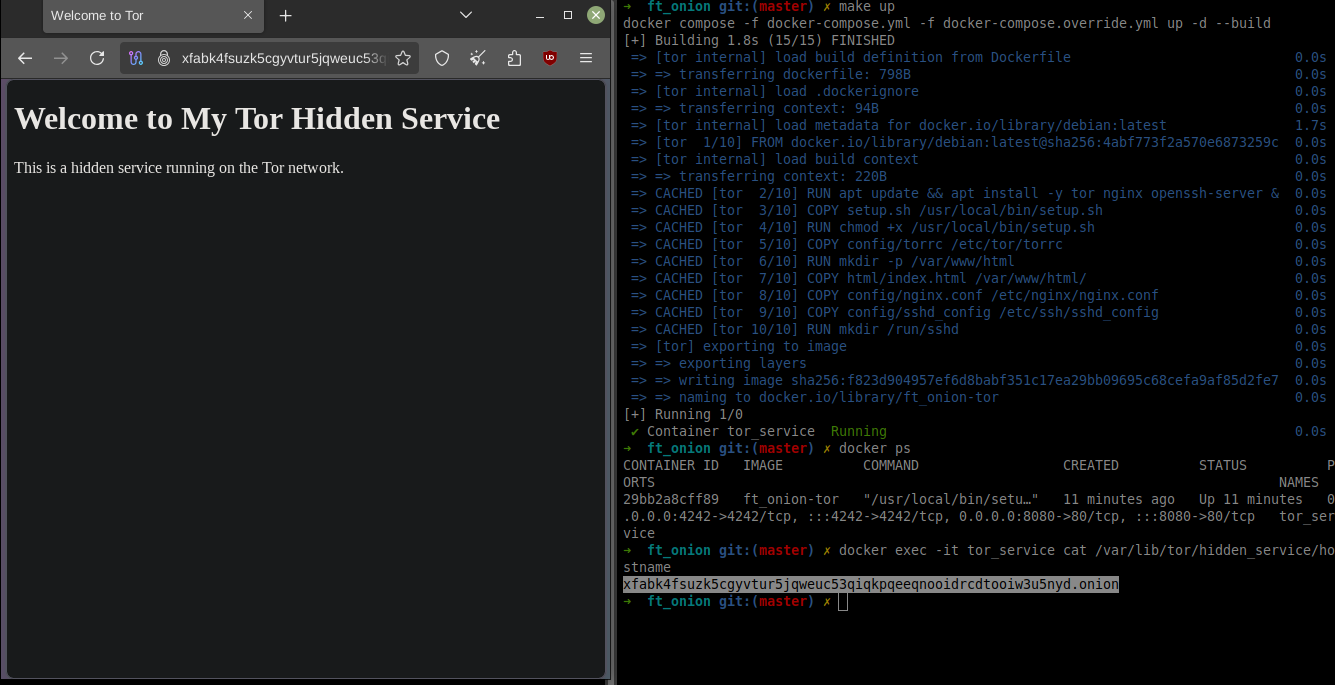 Welcome to Tor
xfabk4fsuzk5cgyvtur5jqweuc53q
Welcome to My Tor Hidden Service
This is a hidden service running on the Tor network.
➜  ft_onion git:(master) ✗ make up
docker compose -f docker-compose.yml -f docker-compose.override.yml up -d --build
[+] Building 1.8s (15/15) FINISHED
=> [tor internal] load build definition from Dockerfile 0.0s
=> => transferring dockerfile: 798B 0.0s
=> [tor internal] load .dockerignore 0.0s
=> => transferring context: 94B 0.0s
=> [tor internal] load metadata for docker.io/library/debian:latest 1.7s
=> [tor  1/10] FROM docker.io/library/debian:latest@sha256:4abf773f2a570e6873259c 0.0s
=> [tor internal] load build context 0.0s
=> => transferring context: 220B 0.0s
=> CACHED [tor  2/10] RUN apt update && apt install -y tor nginx openssh-server & 0.0s
=> CACHED [tor  3/10] COPY setup.sh /usr/local/bin/setup.sh 0.0s
=> CACHED [tor  4/10] RUN chmod +x /usr/local/bin/setup.sh 0.0s
=> CACHED [tor  5/10] COPY config/torrc /etc/tor/torrc 0.0s
=> CACHED [tor  6/10] RUN mkdir -p /var/www/html 0.0s
=> CACHED [tor  7/10] COPY html/index.html /var/www/html/ 0.0s
=> CACHED [tor  8/10] COPY config/nginx.conf /etc/nginx/nginx.conf 0.0s
=> CACHED [tor  9/10] COPY config/sshd_config /etc/ssh/sshd_config 0.0s
=> CACHED [tor 10/10] RUN mkdir /run/sshd 0.0s
=> [tor] exporting to image 0.0s
=> => exporting layers 0.0s
=> => writing image sha256:f823d904957ef6d8babf351c17ea29bb09695c68cefa9af85d2fe7 0.0s
=> => naming to docker.io/library/ft_onion-tor 0.0s
[+] Running 1/0
✔ Container tor_service  Running 0.0s
➜  ft_onion git:(master) ✗ docker ps
CONTAINER ID   IMAGE          COMMAND                  CREATED          STATUS          P
ORTS                                                                              NAMES
29bb2a8cff89   ft_onion-tor   "/usr/local/bin/setu…"   11 minutes ago   Up 11 minutes   0
.0.0.0:4242->4242/tcp, :::4242->4242/tcp, 0.0.0.0:8080->80/tcp, :::8080->80/tcp   tor_ser
vice
➜  ft_onion git:(master) ✗ docker exec -it tor_service cat /var/lib/tor/hidden_service/ho
stname
xfabk4fsuzk5cgyvtur5jqweuc53qiqkpqeeqnooidrcdtooiw3u5nyd.onion
➜  ft_onion git:(master) ✗